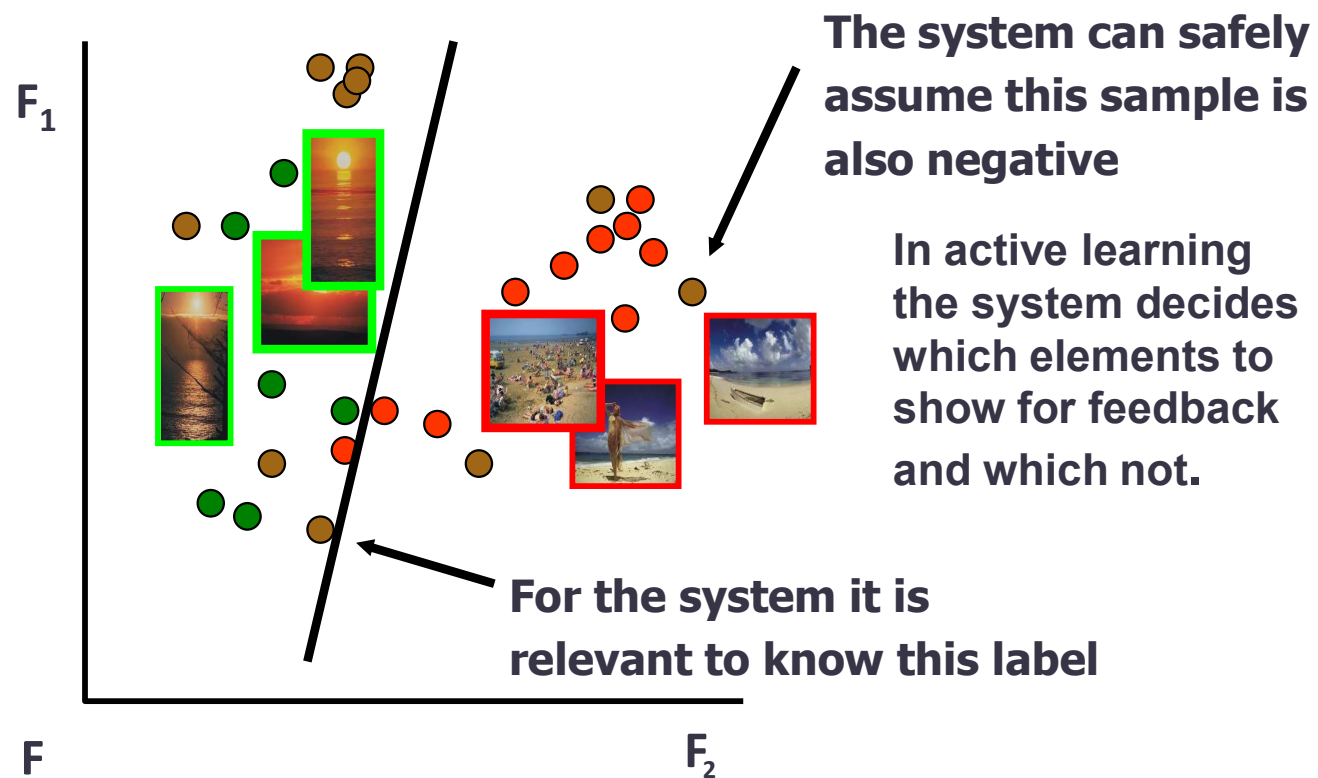 The system can safely
assume this sample is
also negative
F₁
In active learning
the system decides
which elements to
show for feedback
and which not.
For the system it is
relevant to know this label
F
F₂